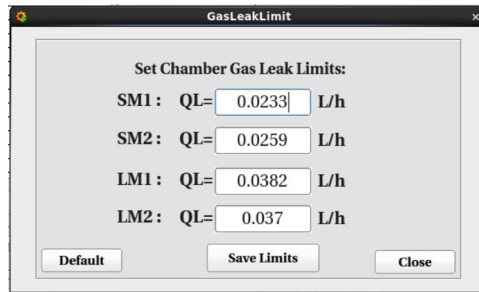 GasLeakLimit ×
Set Chamber Gas Leak Limits:
SM1 : QL= 0.0233 L/h
SM2 : QL= 0.0259 L/h
LM1 : QL= 0.0382 L/h
LM2 : QL= 0.037 L/h
Default Save Limits Close